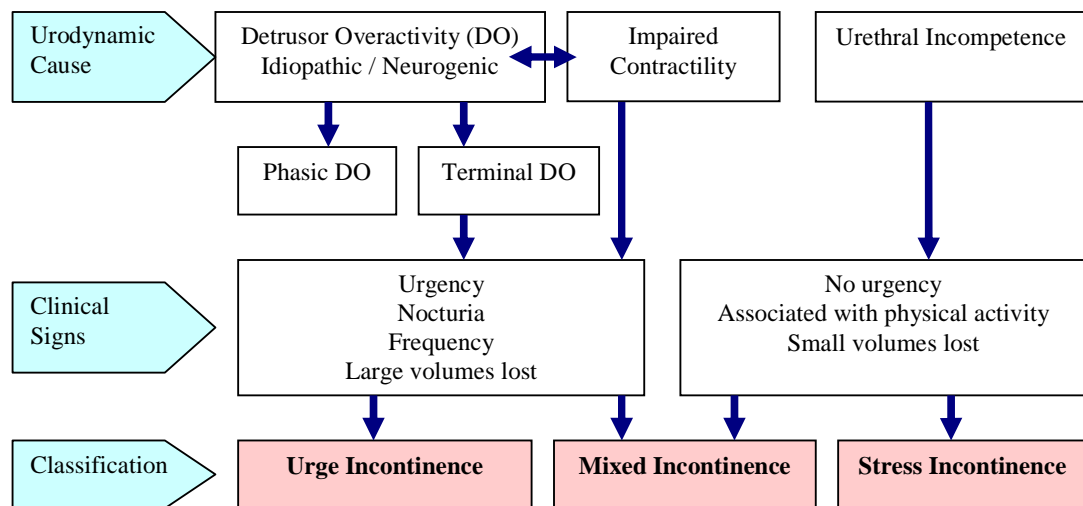 Urodynamic
Cause
Detrusor Overactivity (DO)
Idiopathic / Neurogenic
Impaired
Contractility
Urethral Incompetence
Phasic DO
Terminal DO
Clinical
Signs
Urgency
Nocturia
Frequency
Large volumes lost
No urgency
Associated with physical activity
Small volumes lost
Classification
Urge Incontinence
Mixed Incontinence
Stress Incontinence